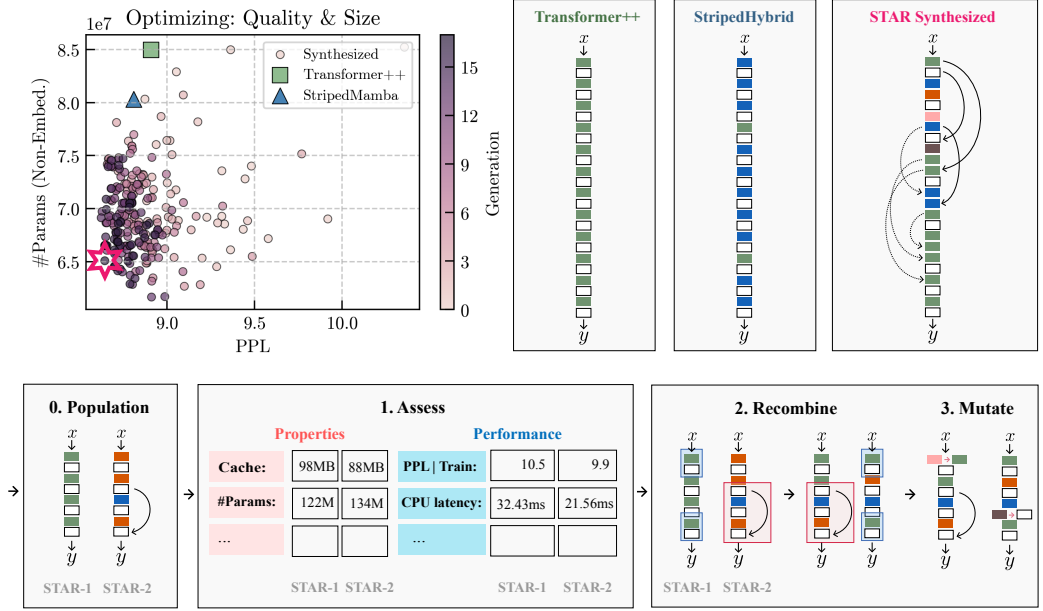 Optimizing: Quality & Size
1e7
8.5
8.0
7.5
7.0
6.5
#Params (Non-Embed.)
9.0
9.5
10.0
PPL
Synthesized
Transformer++
StripedMamba
15
12
9
6
3
0
Generation
Transformer++
x
y
StripedHybrid
x
y
STAR Synthesized
x
y
0. Population
x
x
y
y
STAR-1
STAR-2
1. Assess
Properties
Performance
Cache:
98MB
88MB
PPL | Train:
10.5
9.9
#Params:
122M
134M
CPU latency:
32.43ms
21.56ms
...
...
STAR-1
STAR-2
STAR-1
STAR-2
2. Recombine
3. Mutate
x
x
x
x
x
x
y
y
y
y
y
y
STAR-1
STAR-2